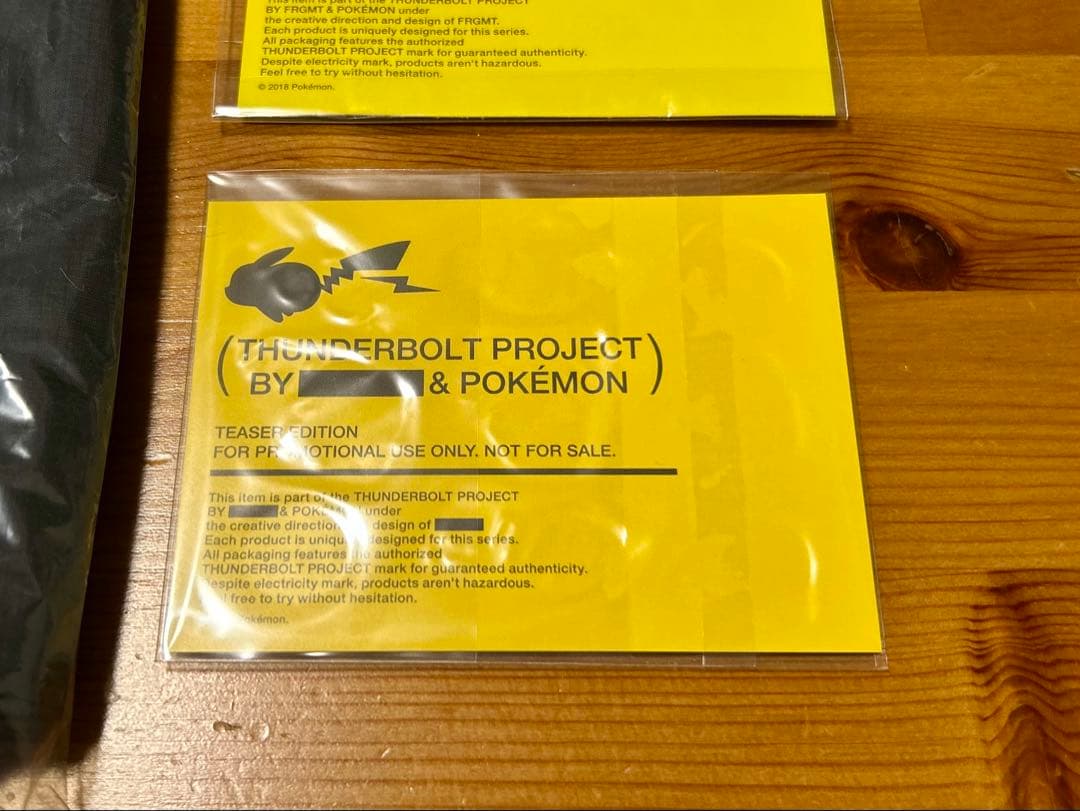 This item is part of the THUNDERBOLT PROJECT
BY FRGMT & POKÉMON under
the creative direction and design of FRGMT.
Each product is uniquely designed for this series.
All packaging features the authorized
THUNDERBOLT PROJECT mark for guaranteed authenticity.
Despite electricity mark, products aren't hazardous.
Feel free to try without hesitation.
© 2018 Pokémon.
(THUNDERBOLT PROJECT
BY & POKÉMON)
TEASER EDITION
FOR PROMOTIONAL USE ONLY. NOT FOR SALE.
This item is part of the THUNDERBOLT PROJECT
BY & POKÉMON under
the creative direction design of
Each product is uniquely designed for this series.
All packaging features the authorized
THUNDERBOLT PROJECT mark for guaranteed authenticity.
Despite electricity mark, products aren't hazardous.
free to try without hesitation.
Pokémon.